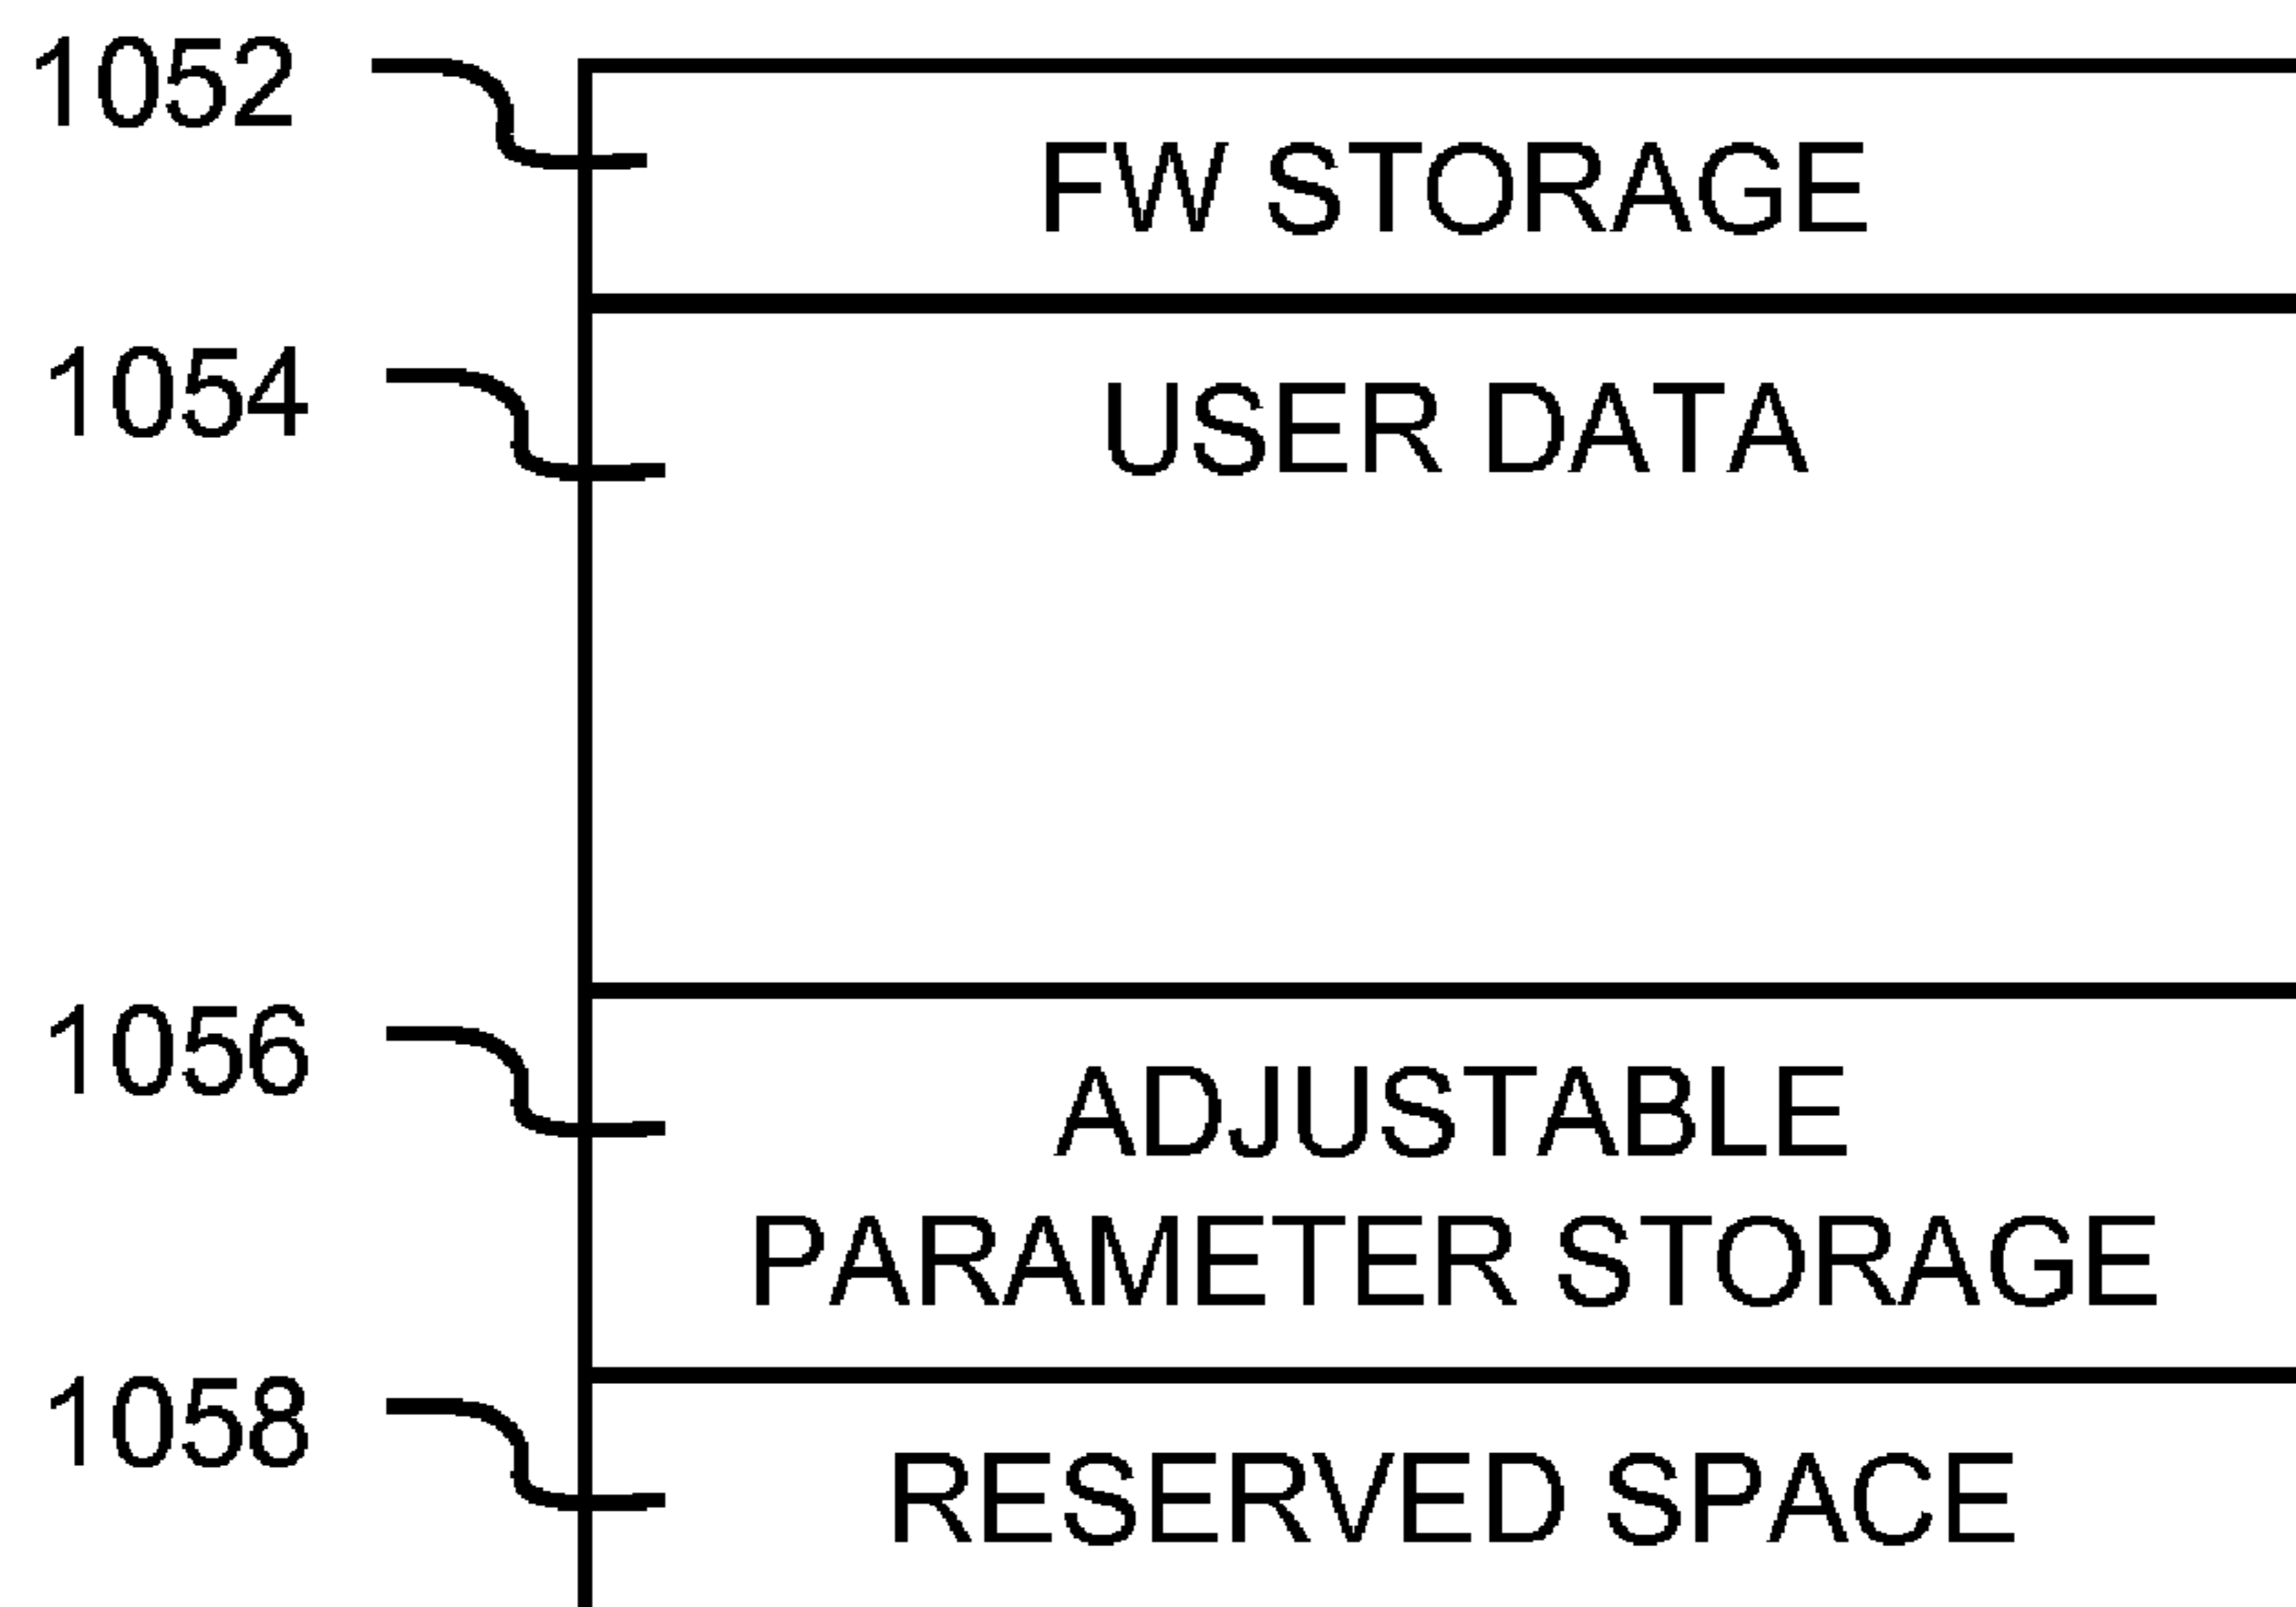 1052
FW STORAGE
1054
USER DATA
1056
ADJUSTABLE
PARAMETER STORAGE
1058
RESERVED SPACE